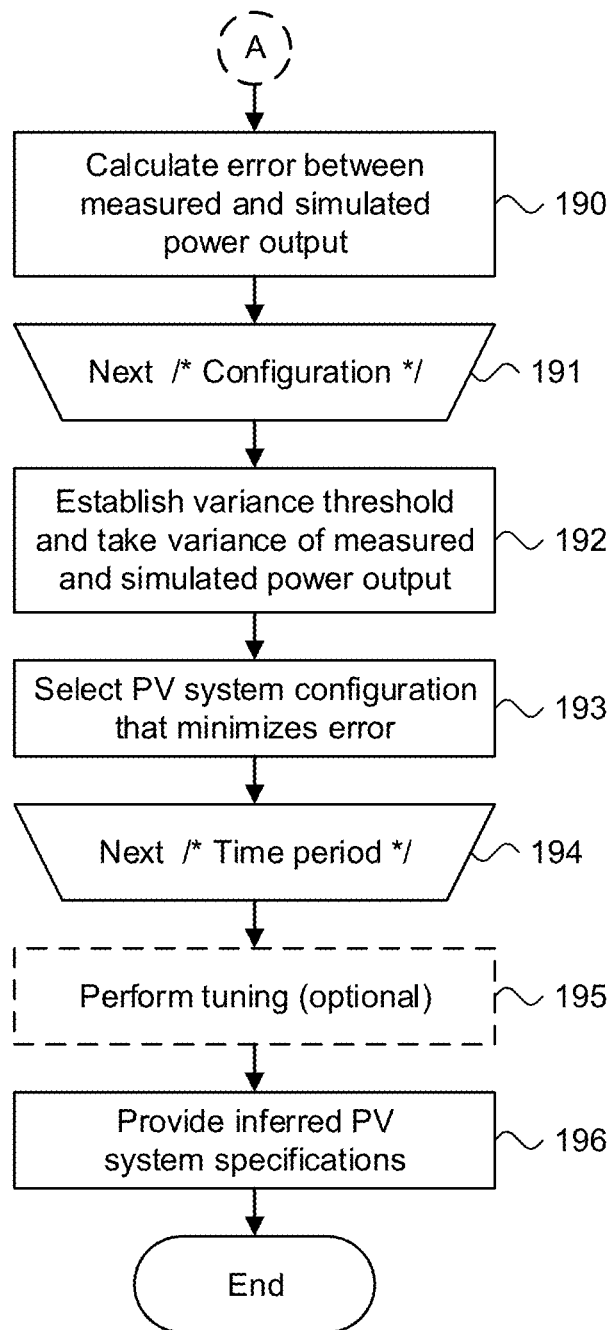 A
Calculate error between
measured and simulated
power output
190
Next /* Configuration */
191
Establish variance threshold
and take variance of measured
and simulated power output
192
Select PV system configuration
that minimizes error
193
Next /* Time period */
194
Perform tuning (optional)
195
Provide inferred PV
system specifications
196
End